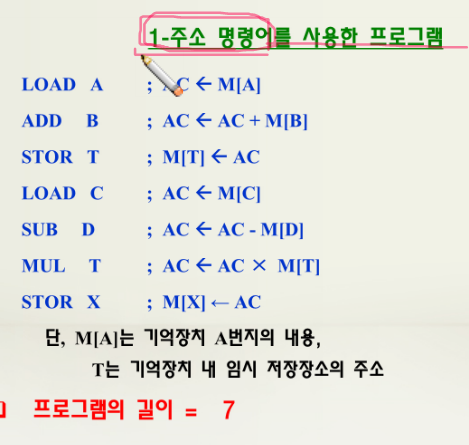 1-주소 명령어를 사용한 프로그램
LOAD A ; AC ← M[A]
ADD B ; AC ← AC + M[B]
STOR T ; M[T] ← AC
LOAD C ; AC ← M[C]
SUB D ; AC ← AC - M[D]
MUL T ; AC ← AC × M[T]
STOR X ; M[X] ← AC
단, M[A]는 기억장치 A번지의 내용,
T는 기억장치 내 임시 저장장소의 주소
프로그램의 길이 = 7